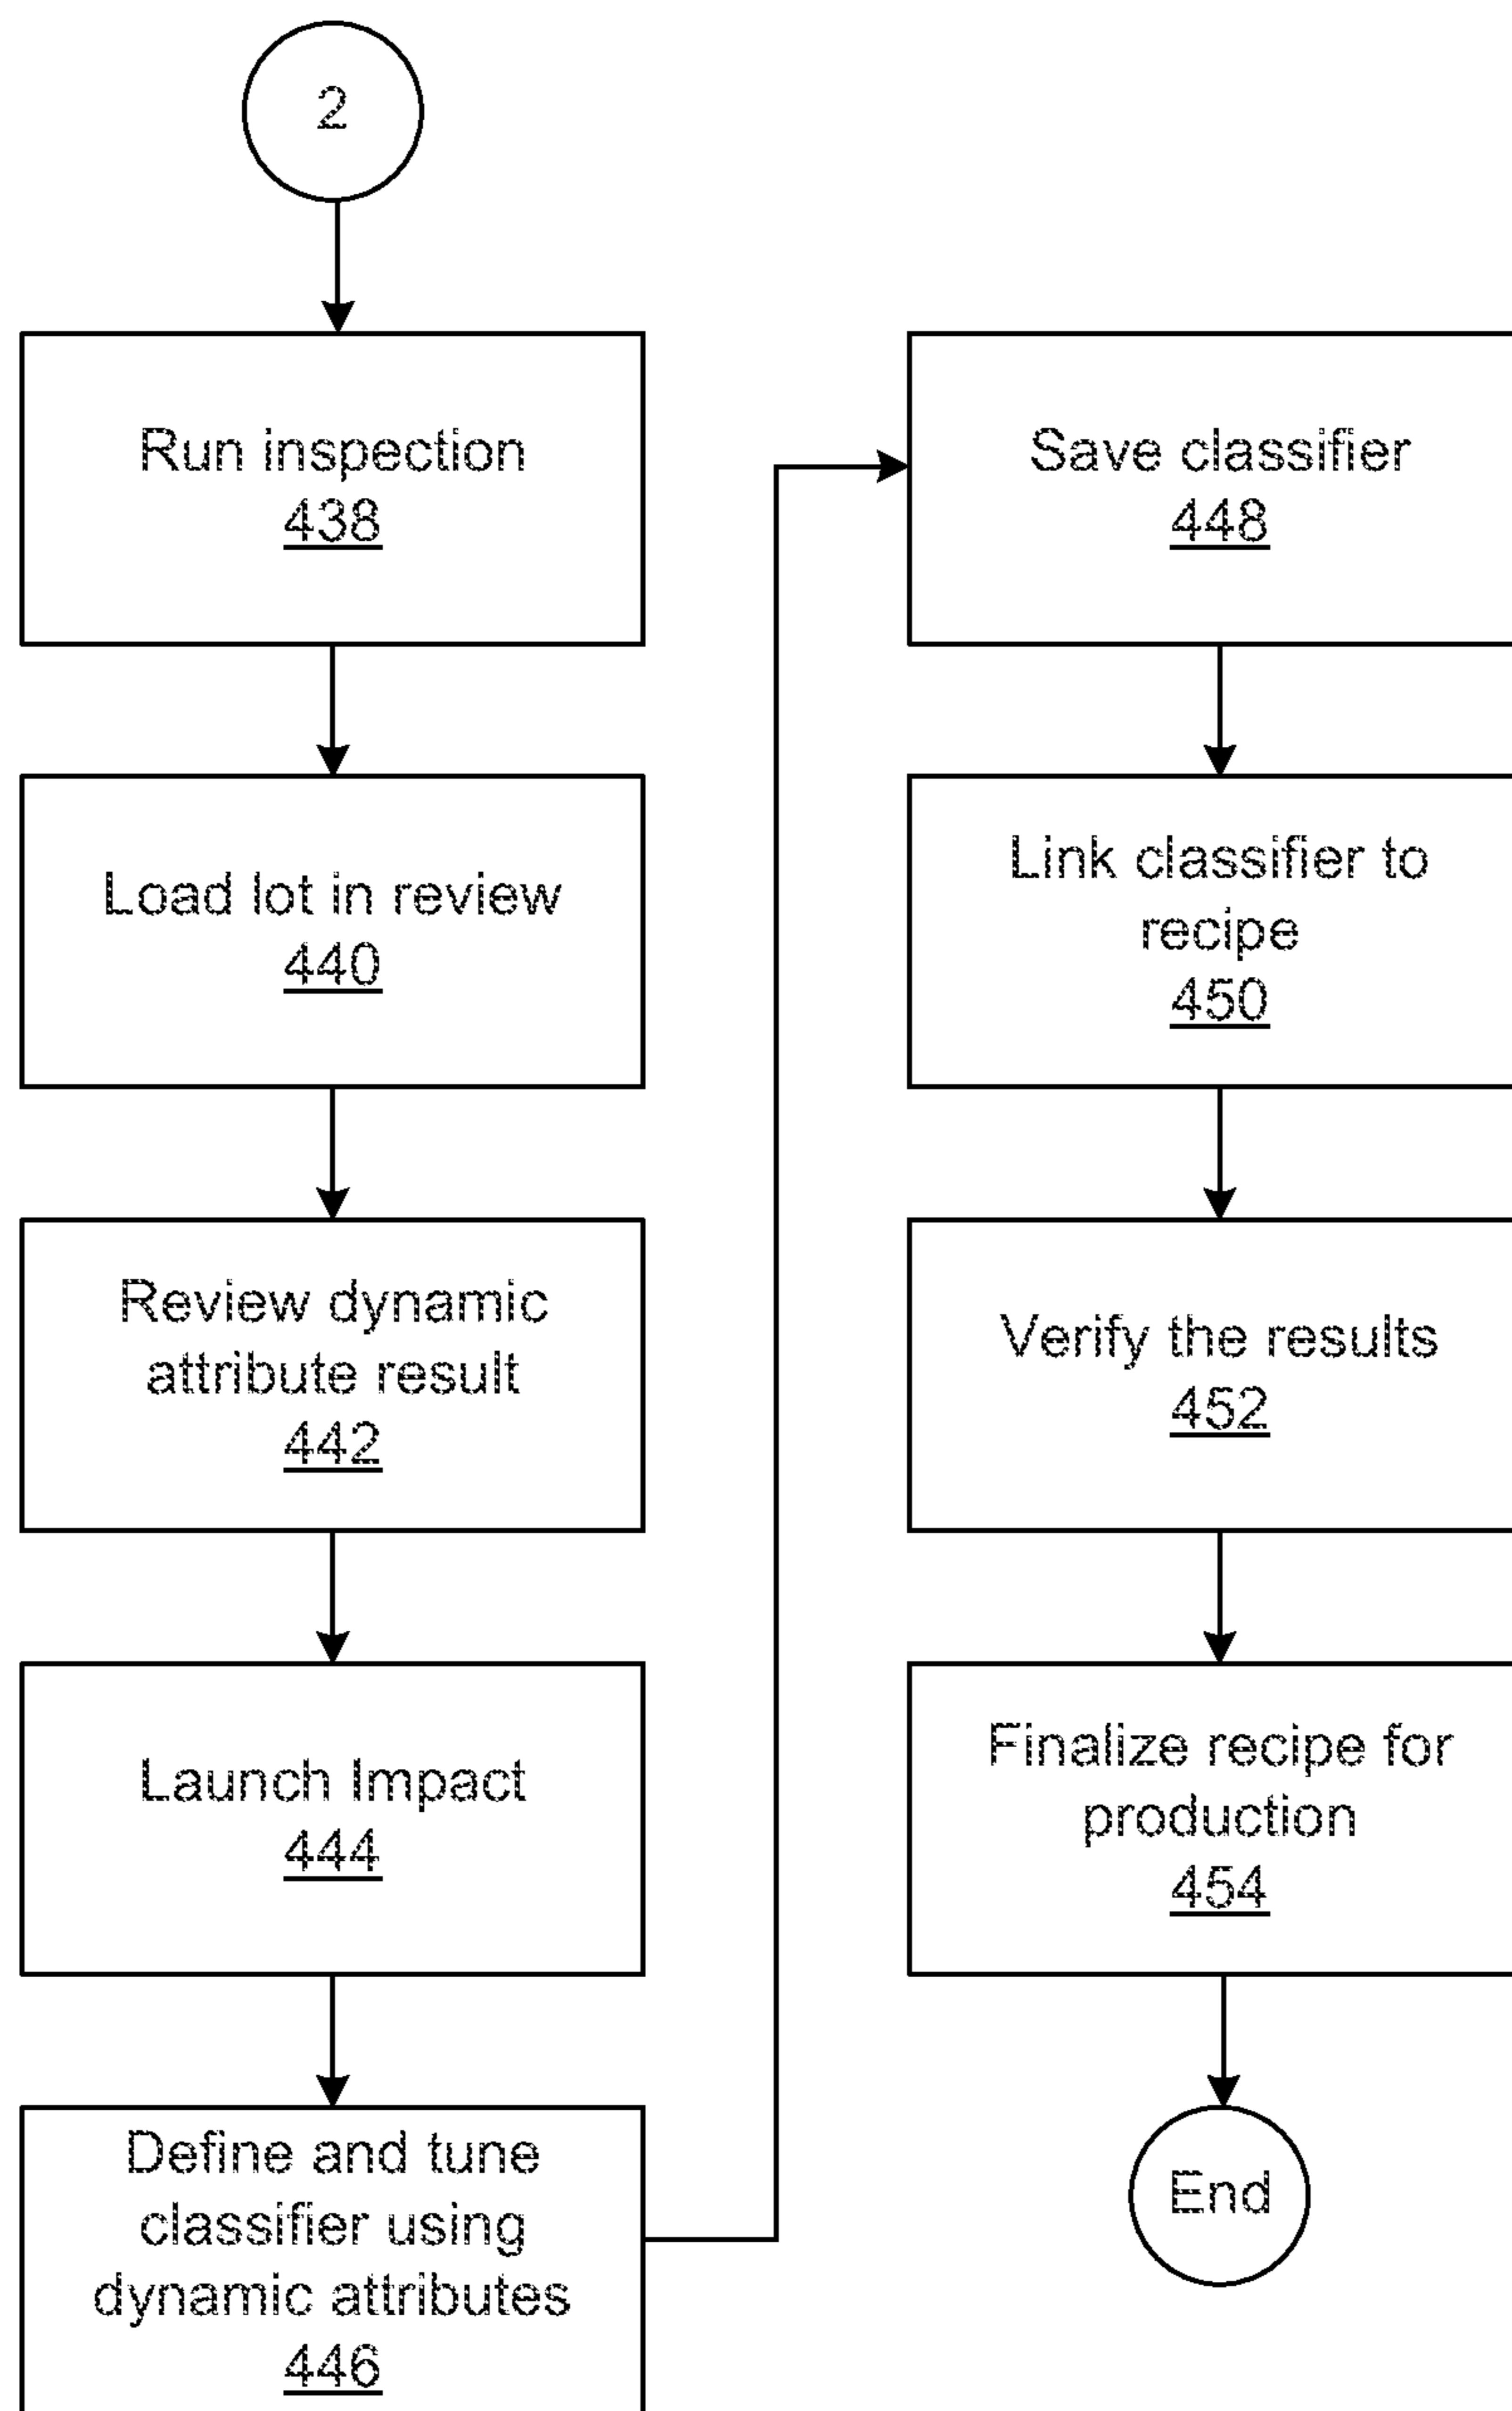 2
Run inspection
438
Load lot in review
440
Review dynamic
attribute result
442
Launch Impact
444
Define and tune
classifier using
dynamic attributes
446
Save classifier
448
Link classifier to
recipe
450
Verify the results
452
Finalize recipe for
production
454
End